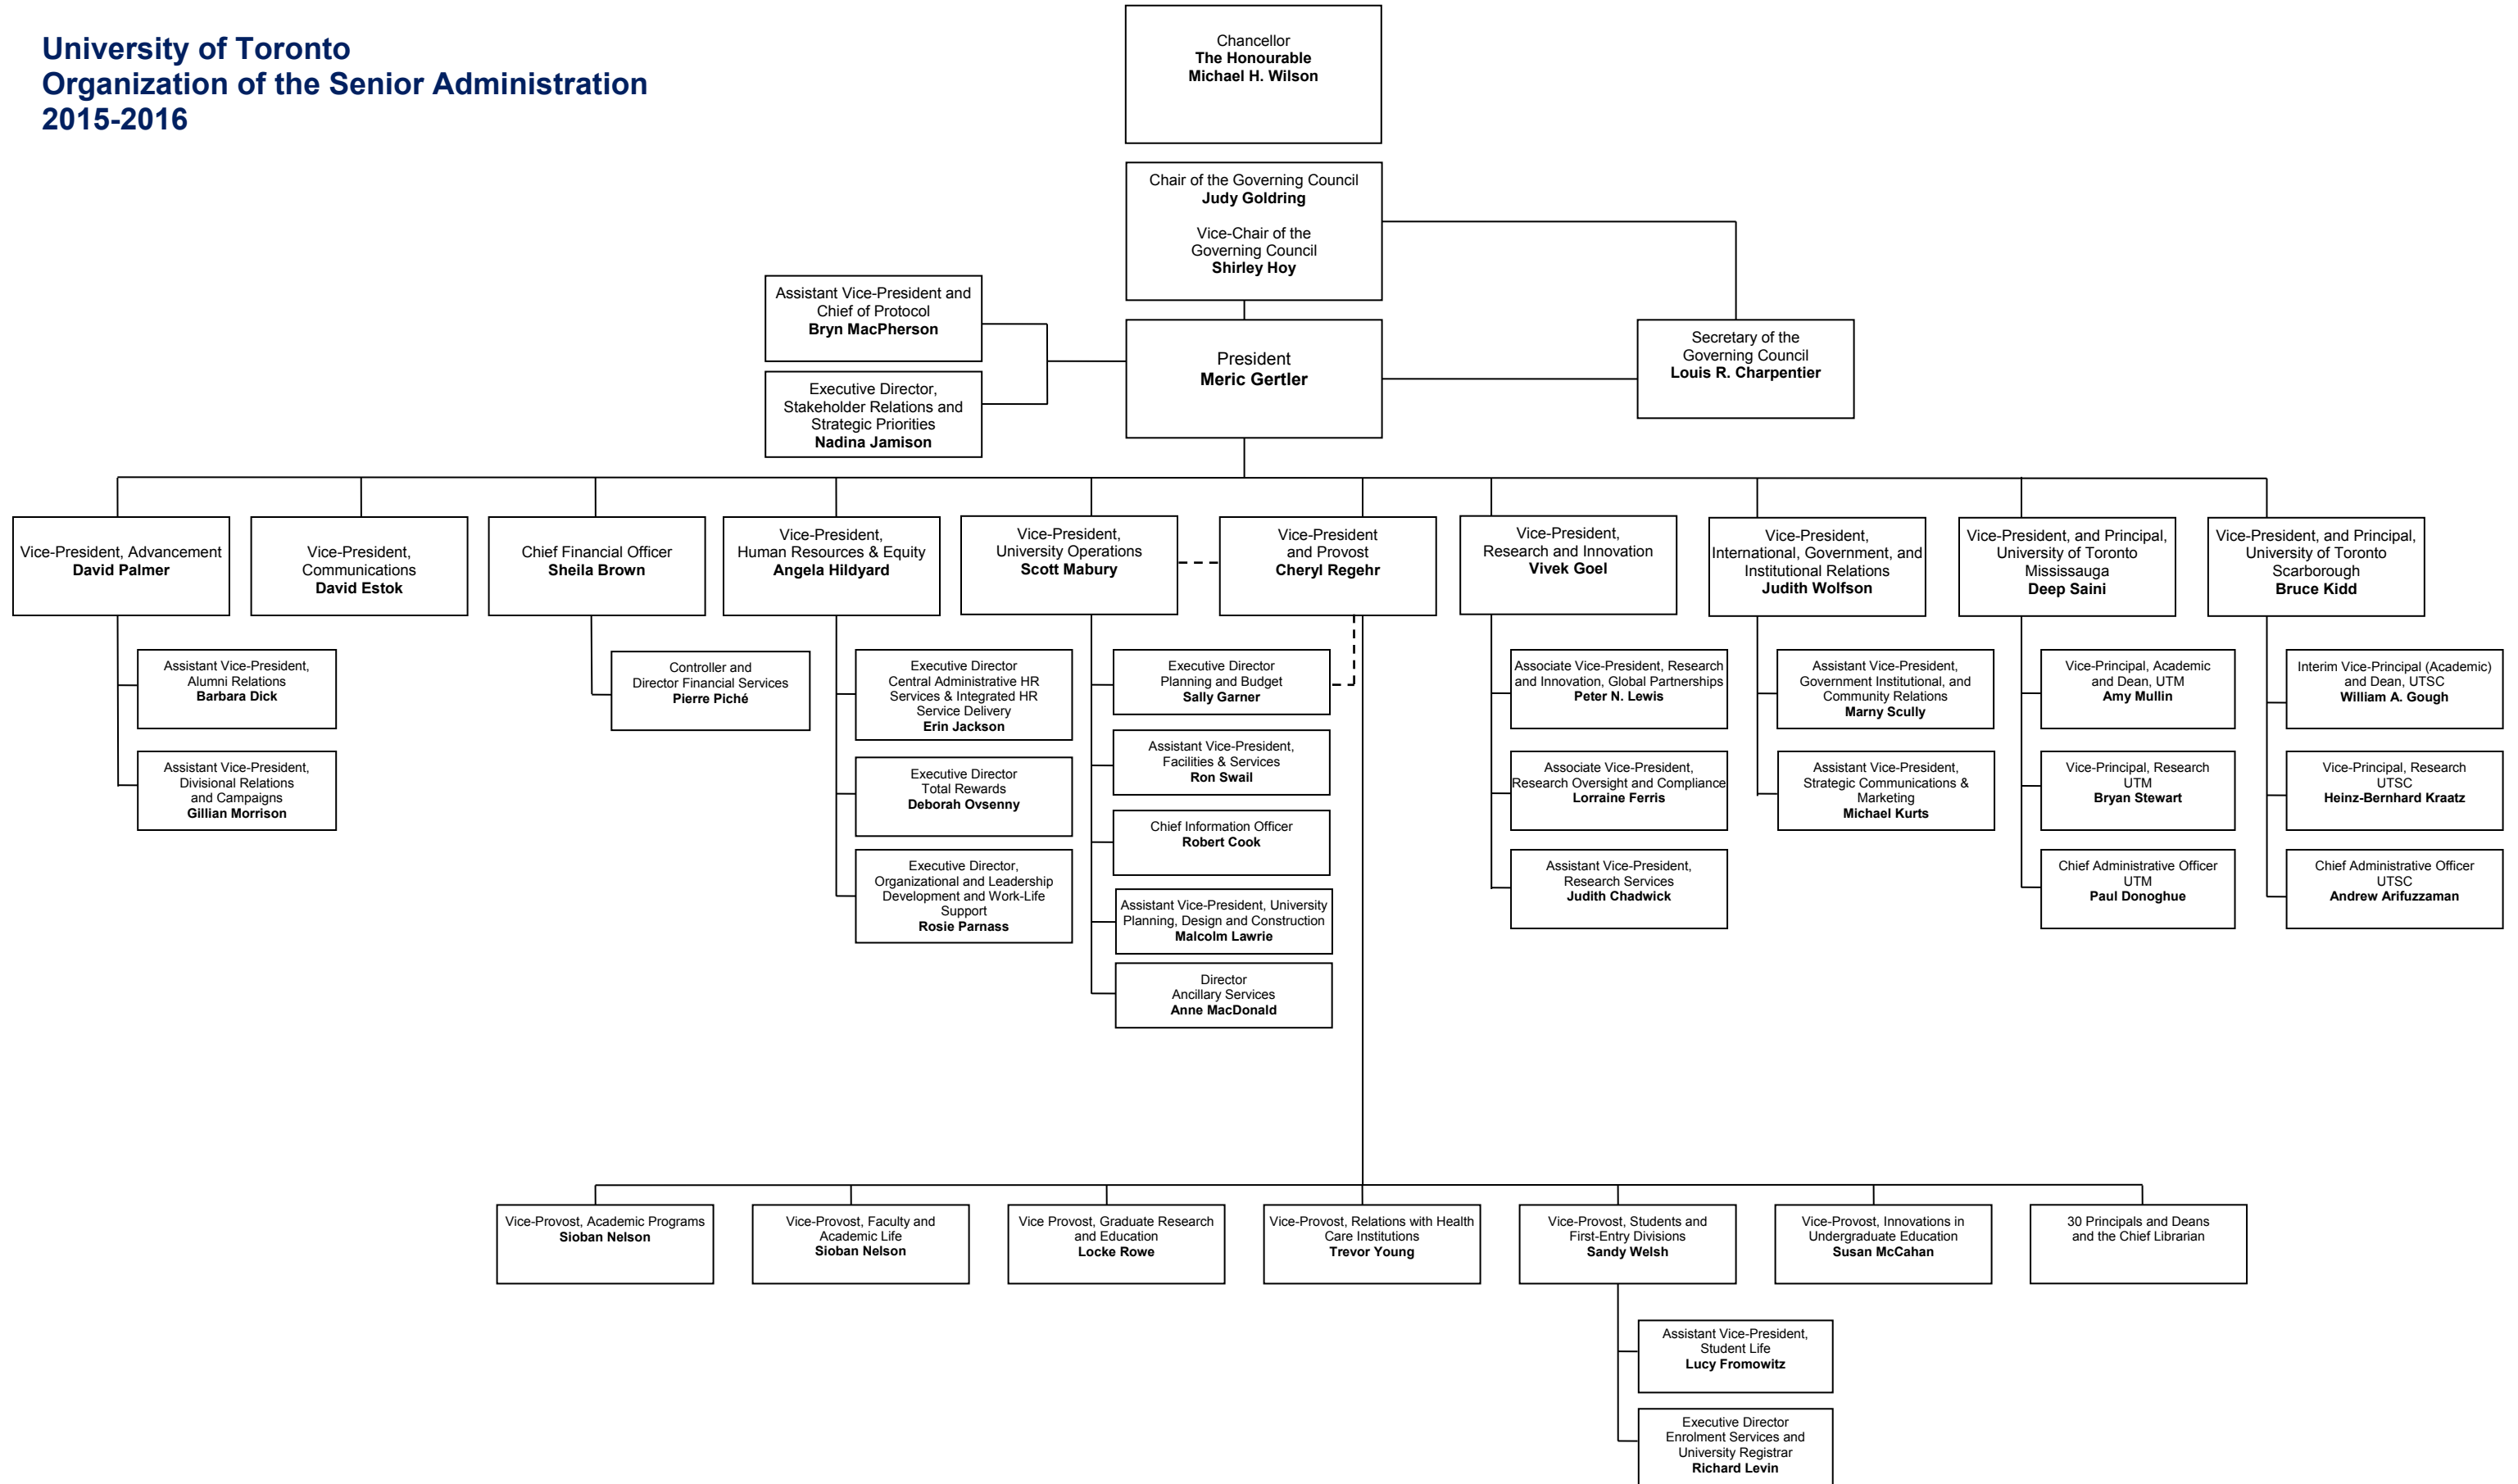 University of Toronto
Organization of the Senior Administration
2015-2016
Chancellor
The Honourable
Michael H. Wilson
Chair of the Governing Council
Judy Goldring
Vice-Chair of the
Governing Council
Shirley Hoy
Assistant Vice-President and
Chief of Protocol
Bryn MacPherson
Executive Director,
Stakeholder Relations and
Strategic Priorities
Nadina Jamison
President
Meric Gertler
Secretary of the
Governing Council
Louis R. Charpentier
Vice-President, Advancement
David Palmer
Vice-President,
Communications
David Estok
Chief Financial Officer
Sheila Brown
Vice-President,
Human Resources & Equity
Angela Hildyard
Vice-President,
University Operations
Scott Mabury
Vice-President
and Provost
Cheryl Regehr
Vice-President,
Research and Innovation
Vivek Goel
Vice-President,
International, Government, and
Institutional Relations
Judith Wolfson
Vice-President, and Principal,
University of Toronto
Mississauga
Deep Saini
Vice-President, and Principal,
University of Toronto
Scarborough
Bruce Kidd
Assistant Vice-President,
Alumni Relations
Barbara Dick
Assistant Vice-President,
Divisional Relations
and Campaigns
Gillian Morrison
Controller and
Director Financial Services
Pierre Piché
Executive Director
Central Administrative HR
Services & Integrated HR
Service Delivery
Erin Jackson
Executive Director
Total Rewards
Deborah Ovsenny
Executive Director,
Organizational and Leadership
Development and Work-Life
Support
Rosie Parnass
Executive Director
Planning and Budget
Sally Garner
Assistant Vice-President,
Facilities & Services
Ron Swail
Chief Information Officer
Robert Cook
Assistant Vice-President, University
Planning, Design and Construction
Malcolm Lawrie
Director
Ancillary Services
Anne MacDonald
Associate Vice-President, Research
and Innovation, Global Partnerships
Peter N. Lewis
Associate Vice-President,
Research Oversight and Compliance
Lorraine Ferris
Assistant Vice-President,
Research Services
Judith Chadwick
Assistant Vice-President,
Government Institutional, and
Community Relations
Marny Scully
Assistant Vice-President,
Strategic Communications &
Marketing
Michael Kurts
Vice-Principal, Academic
and Dean, UTM
Amy Mullin
Vice-Principal, Research
UTM
Bryan Stewart
Chief Administrative Officer
UTM
Paul Donoghue
Interim Vice-Principal (Academic)
and Dean, UTSC
William A. Gough
Vice-Principal, Research
UTSC
Heinz-Bernhard Kraatz
Chief Administrative Officer
UTSC
Andrew Arifuzzaman
Vice-Provost, Academic Programs
Sioban Nelson
Vice-Provost, Faculty and
Academic Life
Sioban Nelson
Vice Provost, Graduate Research
and Education
Locke Rowe
Vice-Provost, Relations with Health
Care Institutions
Trevor Young
Vice-Provost, Students and
First-Entry Divisions
Sandy Welsh
Vice-Provost, Innovations in
Undergraduate Education
Susan McCahan
30 Principals and Deans
and the Chief Librarian
Assistant Vice-President,
Student Life
Lucy Fromowitz
Executive Director
Enrolment Services and
University Registrar
Richard Levin